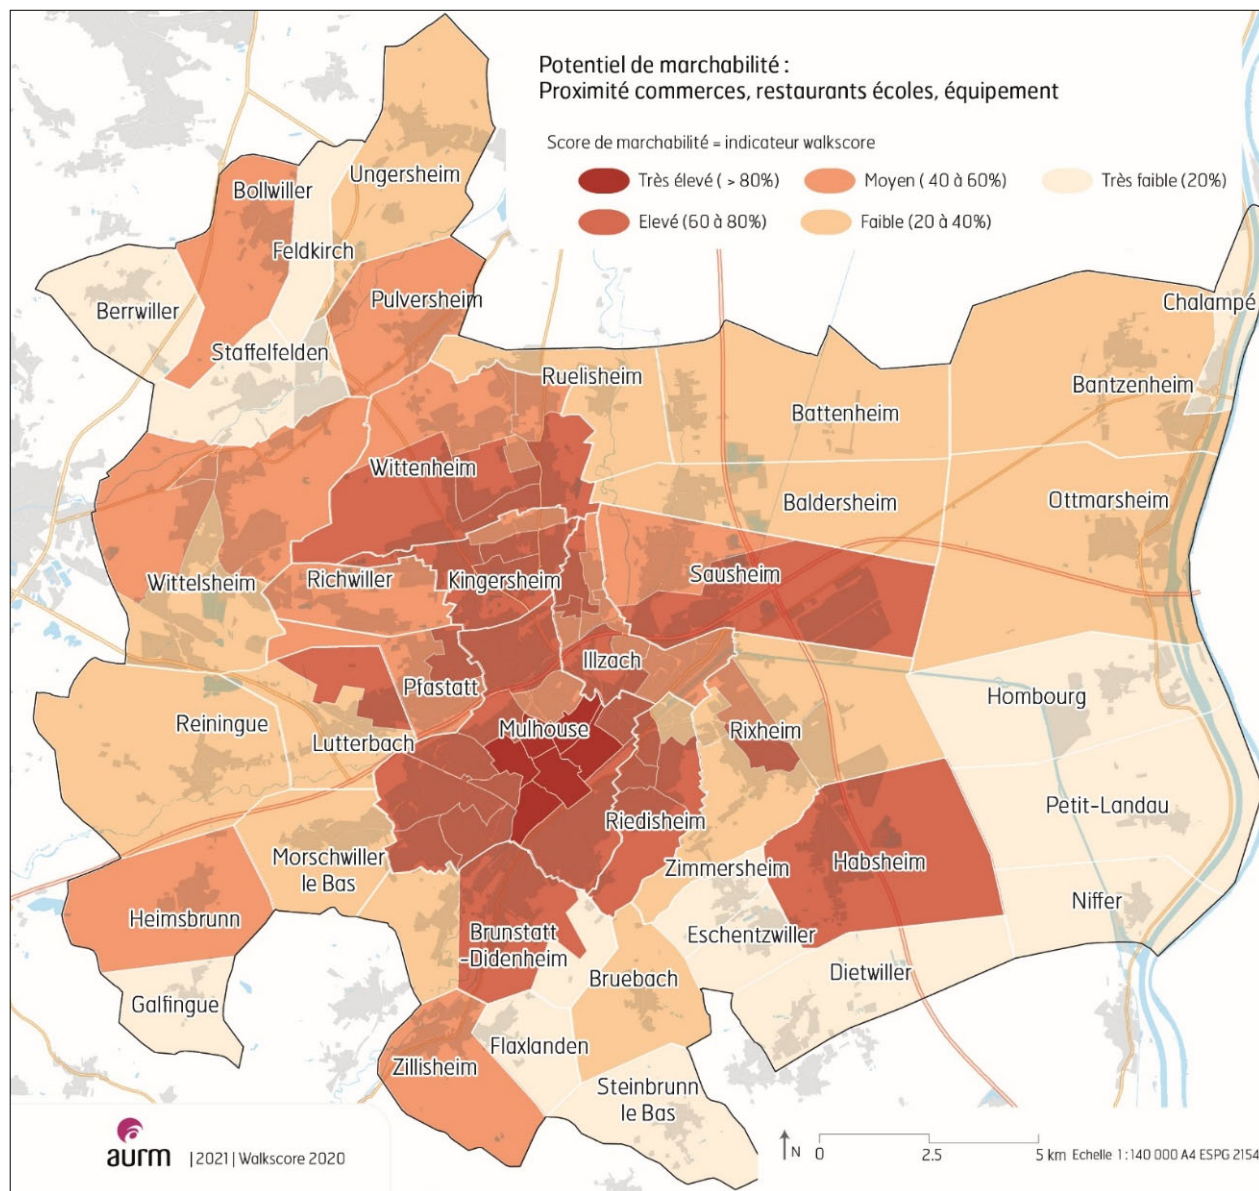 Potentiel de marchabilité :
Proximité commerces, restaurants écoles, équipement
Score de marchabilité = indicateur walkscore
Très élevé ( > 80%)
Moyen ( 40 à 60%)
Très faible (20%)
Elevé (60 à 80%)
Faible (20 à 40%)
Ungersheim
Bollwiller
Feldkirch
Berrwiller
Pulversheim
Chalampé
Staffelfelden
Ruelisheim
Bantzenheim
Battenheim
Wittenheim
Baldersheim
Ottmarsheim
Wittelsheim
Richwiller
Kingersheim
Sausheim
Illzach
Pfastatt
Hombourg
Reiningue
Lutterbach
Mulhouse
Rixheim
Petit-Landau
Riedisheim
Morschwiller
le Bas
Zimmersheim
Habsheim
Niffer
Heimsbrunn
Brunstatt
-Didenheim
Eschentzwiller
Dietwiller
Bruebach
Galfingue
Flaxlanden
Zillisheim
Steinbrunn
le Bas
aurm | 2021 | Walkscore 2020
N 0 2.5 5 km Echelle 1 : 140 000 A4 ESPG 2154